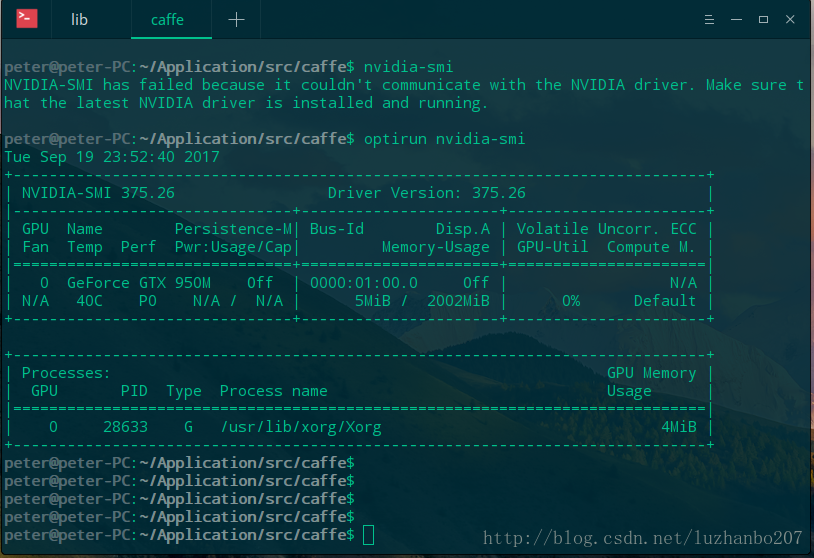 lib
caffe
peter@peter-PC:~/Application/src/caffe$ nvidia-smi
NVIDIA-SMI has failed because it couldn't communicate with the NVIDIA driver. Make sure t
hat the latest NVIDIA driver is installed and running.
peter@peter-PC:~/Application/src/caffe$ optirun nvidia-smi
Tue Sep 19 23:52:40 2017
+-----------------------------------------------------------------------------+
| NVIDIA-SMI 375.26                 Driver Version: 375.26                    |
|-------------------------------+----------------------+----------------------+
| GPU  Name        Persistence-M| Bus-Id        Disp.A | Volatile Uncorr. ECC |
| Fan  Temp  Perf  Pwr:Usage/Cap|         Memory-Usage | GPU-Util  Compute M. |
|===============================+======================+======================|
|   0  GeForce GTX 950M    Off  | 0000:01:00.0     Off |                  N/A |
| N/A   40C    P0    N/A /  N/A |      5MiB /  2002MiB |      0%      Default |
+-------------------------------+----------------------+----------------------+
+-----------------------------------------------------------------------------+
| Processes:                                                       GPU Memory |
|  GPU       PID  Type  Process name                               Usage      |
|=============================================================================|
|    0     28633    G   /usr/lib/xorg/Xorg                               4MiB |
+-----------------------------------------------------------------------------+
peter@peter-PC:~/Application/src/caffe$
peter@peter-PC:~/Application/src/caffe$
peter@peter-PC:~/Application/src/caffe$
peter@peter-PC:~/Application/src/caffe$
peter@peter-PC:~/Application/src/caffe$
http://blog.csdn.net/luzhanbo207